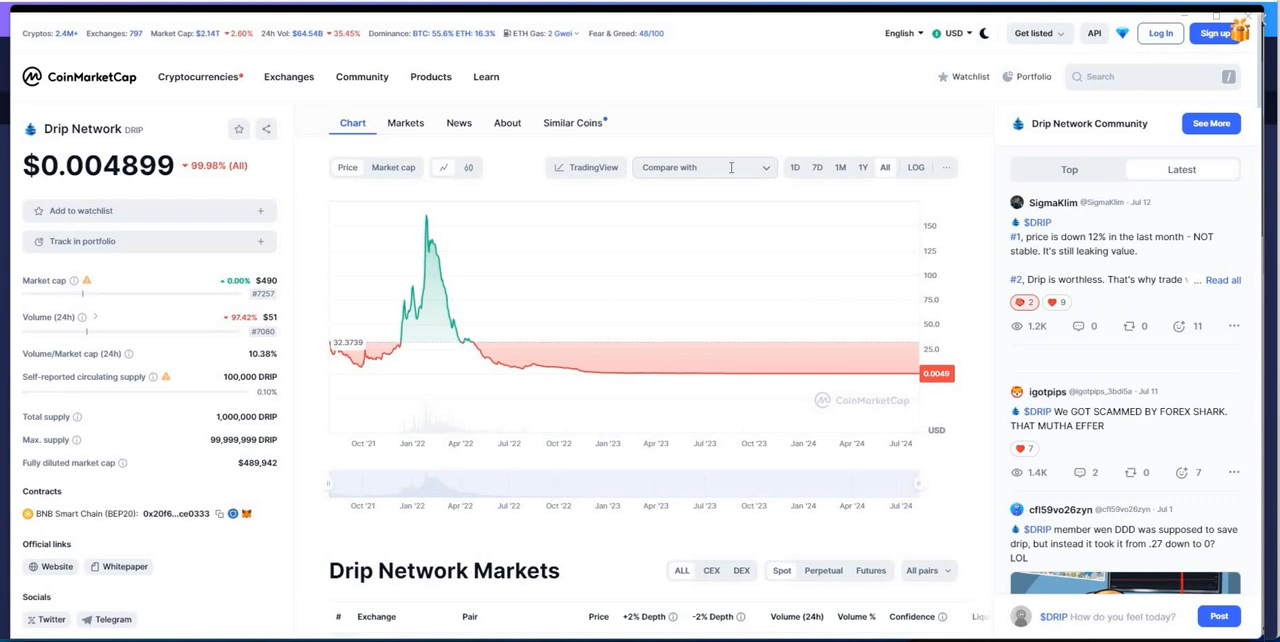 Cryptos: 2.4M+ Exchanges: 797 Market Cap: $2.14T 2.60% 24h Vol: $64.54B 35.45% Dominance: BTC: 55.6% ETH: 16.3% ETH Gas: 2 Gwei Fear & Greed: 48/100
English USD Get listed API Log In Sign up
CoinMarketCap Cryptocurrencies Exchanges Community Products Learn
Watchlist Portfolio Search /
Drip Network DRIP
$0.004899 99.98% (All)
Add to watchlist +
Track in portfolio +
Market cap 0.00% $490
#7257
Volume (24h) 97.42% $51
#7080
Volume/Market cap (24h) 10.38%
Self-reported circulating supply 100,000 DRIP
0.10%
Total supply 1,000,000 DRIP
Max. supply 99,999,999 DRIP
Fully diluted market cap $489,942
Contracts
BNB Smart Chain (BEP20): 0x20f6...ce0333
Official links
Website Whitepaper
Socials
Twitter Telegram
Chart Markets News About Similar Coins
Price Market cap TradingView Compare with 1D 7D 1M 1Y All LOG ...
150
125
100
75.0
50.0
32.3739
25.0
0.0049
CoinMarketCap
USD
Oct '21 Jan '22 Apr '22 Jul '22 Oct '22 Jan '23 Apr '23 Jul '23 Oct '23 Jan '24 Apr '24 Jul '24
Oct '21 Jan '22 Apr '22 Jul '22 Oct '22 Jan '23 Apr '23 Jul '23 Oct '23 Jan '24 Apr '24 Jul '24
Drip Network Markets
ALL CEX DEX Spot Perpetual Futures All pairs
# Exchange Pair Price +2% Depth -2% Depth Volume (24h) Volume % Confidence
Drip Network Community See More
Top Latest
SigmaKlim @SigmaKlim · Jul 12
$DRIP
#1, price is down 12% in the last month - NOT
stable. It's still leaking value.
#2, Drip is worthless. That's why trade ... Read all
2 9
1.2K 0 0 11 ...
igotpips @igotpips_3bdi5a · Jul 11
$DRIP We GOT SCAMMED BY FOREX SHARK.
THAT MUTHA EFFER
7
1.4K 2 0 7 ...
cfl59vo26zyn @cfl59vo26zyn · Jul 1
$DRIP member wen DDD was supposed to save
drip, but instead it took it from .27 down to 0?
LOL
$DRIP How do you feel today? Post